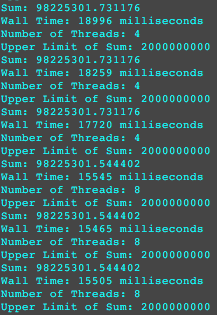 Sum: 98225301.731176
Wall Time: 18996 milliseconds
Number of Threads: 4
Upper Limit of Sum: 2000000000
Sum: 98225301.731176
Wall Time: 18259 milliseconds
Number of Threads: 4
Upper Limit of Sum: 2000000000
Sum: 98225301.731176
Wall Time: 17720 milliseconds
Number of Threads: 4
Upper Limit of Sum: 2000000000
Sum: 98225301.544402
Wall Time: 15545 milliseconds
Number of Threads: 8
Upper Limit of Sum: 2000000000
Sum: 98225301.544402
Wall Time: 15465 milliseconds
Number of Threads: 8
Upper Limit of Sum: 2000000000
Sum: 98225301.544402
Wall Time: 15505 milliseconds
Number of Threads: 8
Upper Limit of Sum: 2000000000